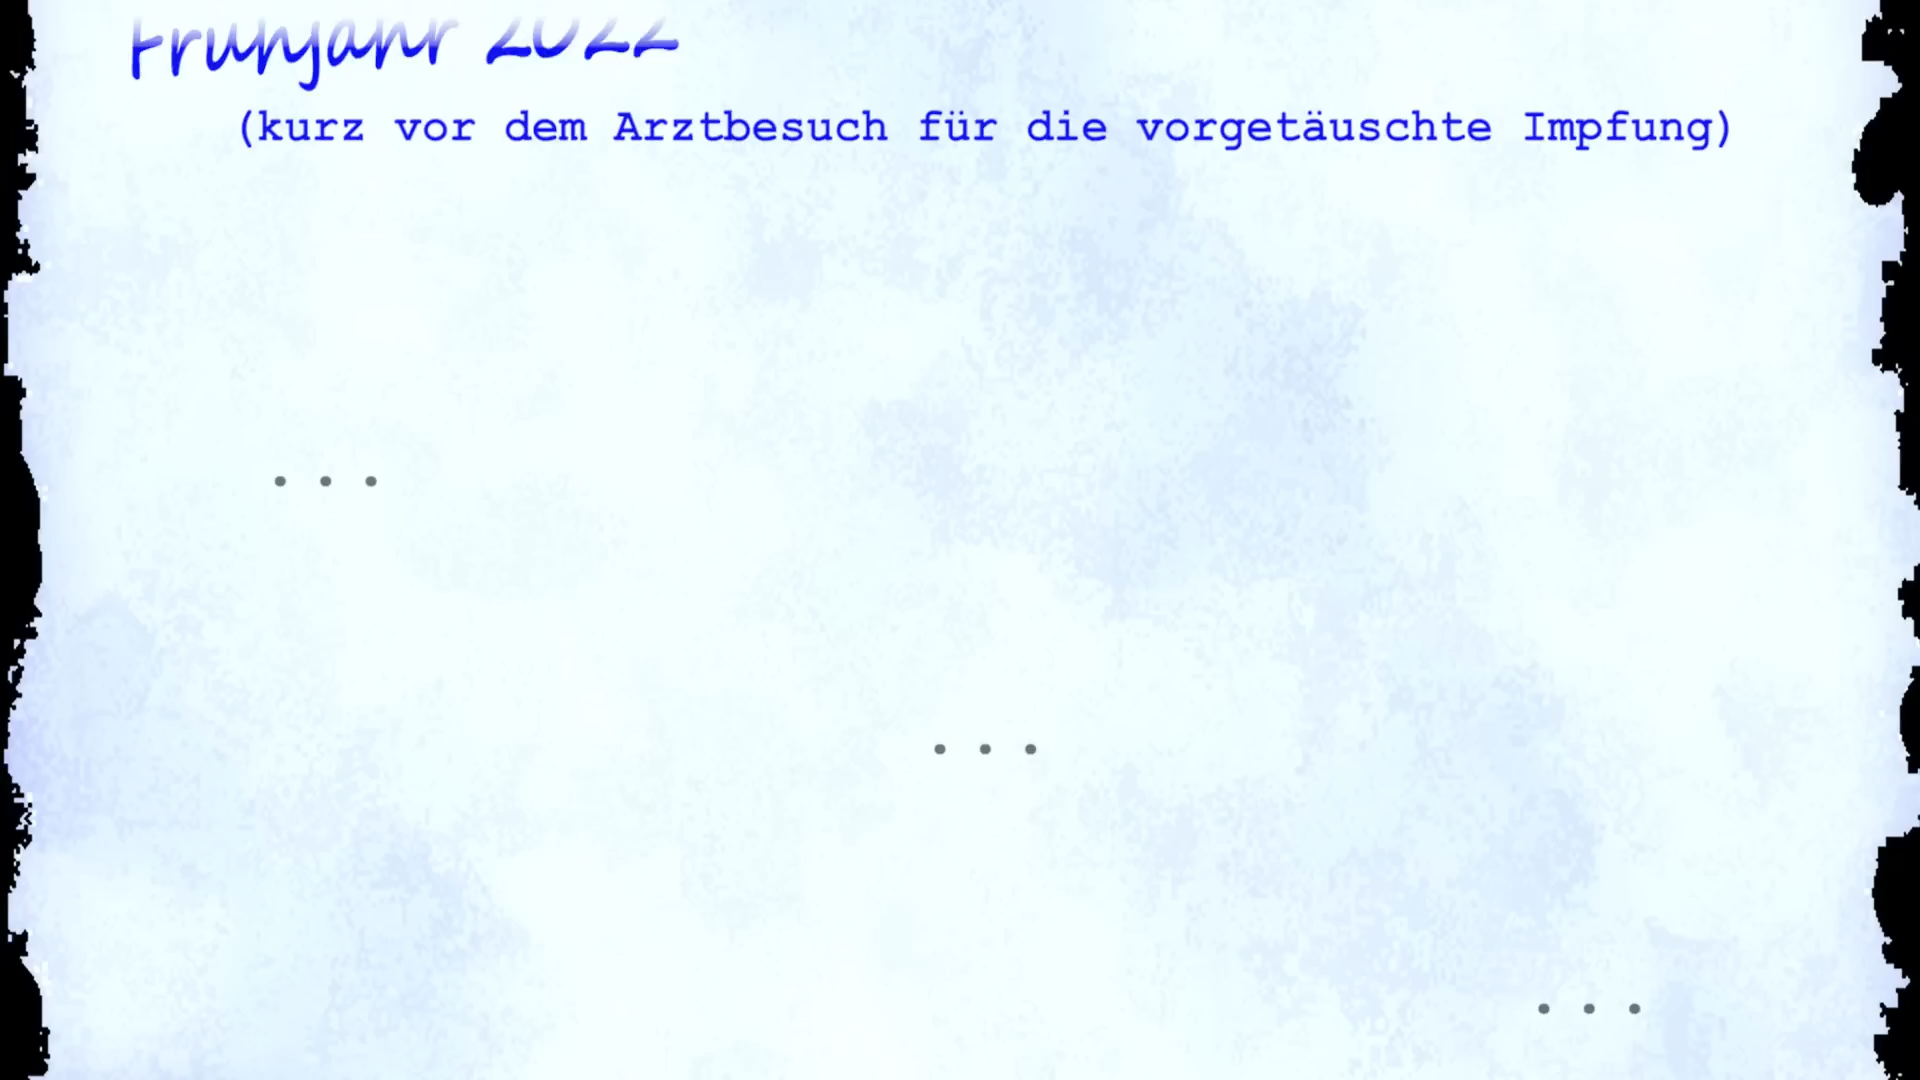 Frühjahr 2022
(kurz vor dem Arztbesuch für die vorgetäuschte Impfung)
. . .
. . .
. . .